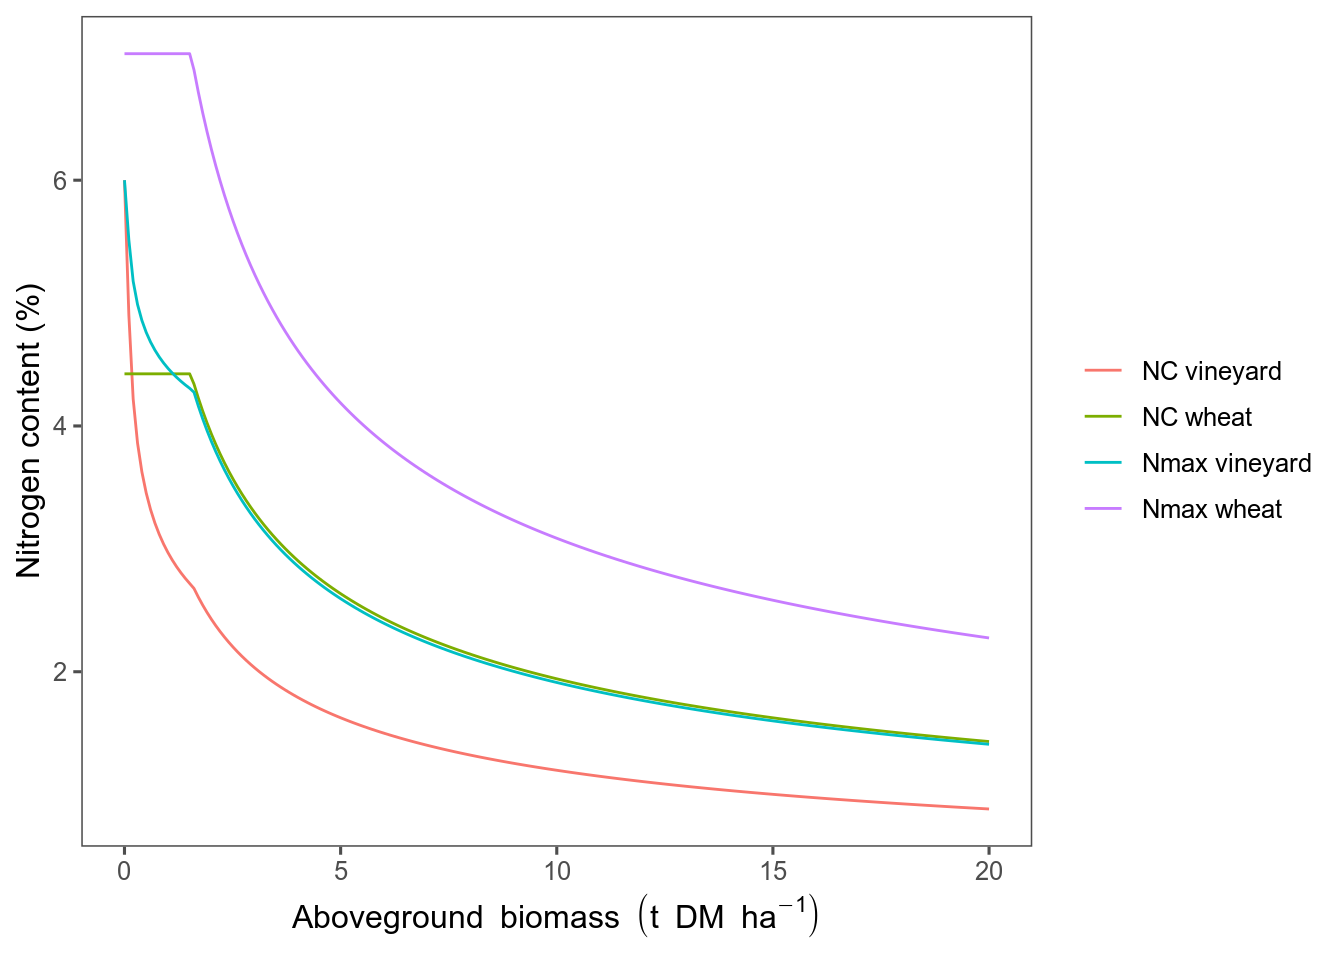 Nitrogen content (%)
6
4
2
0 5 10 15 20
Aboveground biomass (t DM ha⁻¹)
NC vineyard
NC wheat
Nmax vineyard
Nmax wheat